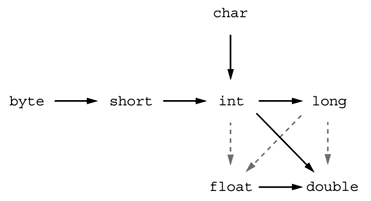 char
byte short int long
float double